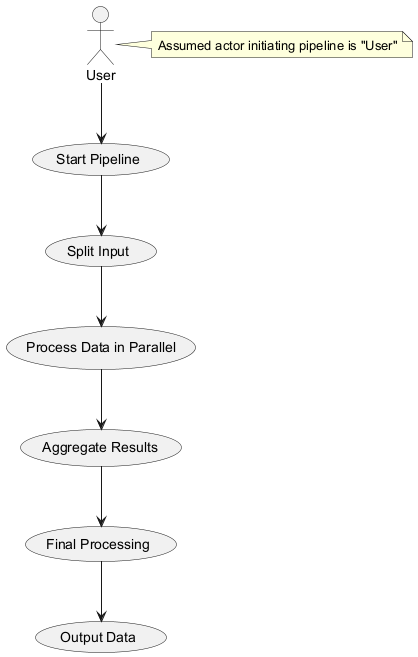 Assumed actor initiating pipeline is "User"
User
Start Pipeline
Split Input
Process Data in Parallel
Aggregate Results
Final Processing
Output Data